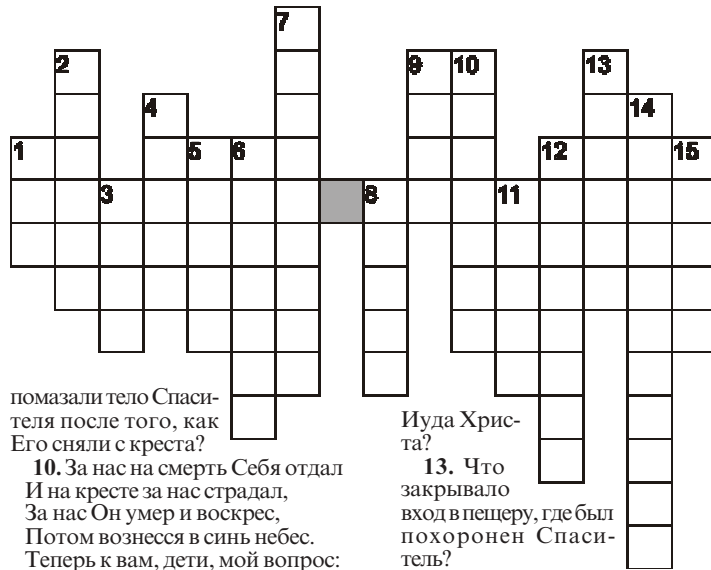 7
2
9
10
13
4
14
1
5
6
12
15
3
8
11
помазали тело Спаси-
теля после того, как
Его сняли с креста?
10. За нас на смерть Себя отдал
И на кресте за нас страдал,
За нас Он умер и воскрес,
Потом вознесся в синь небес.
Теперь к вам, дети, мой вопрос:
Иуда Хрис-
та?
13. Что
закрывало
вход в пещеру, где был
похоронен Спаси-
тель?